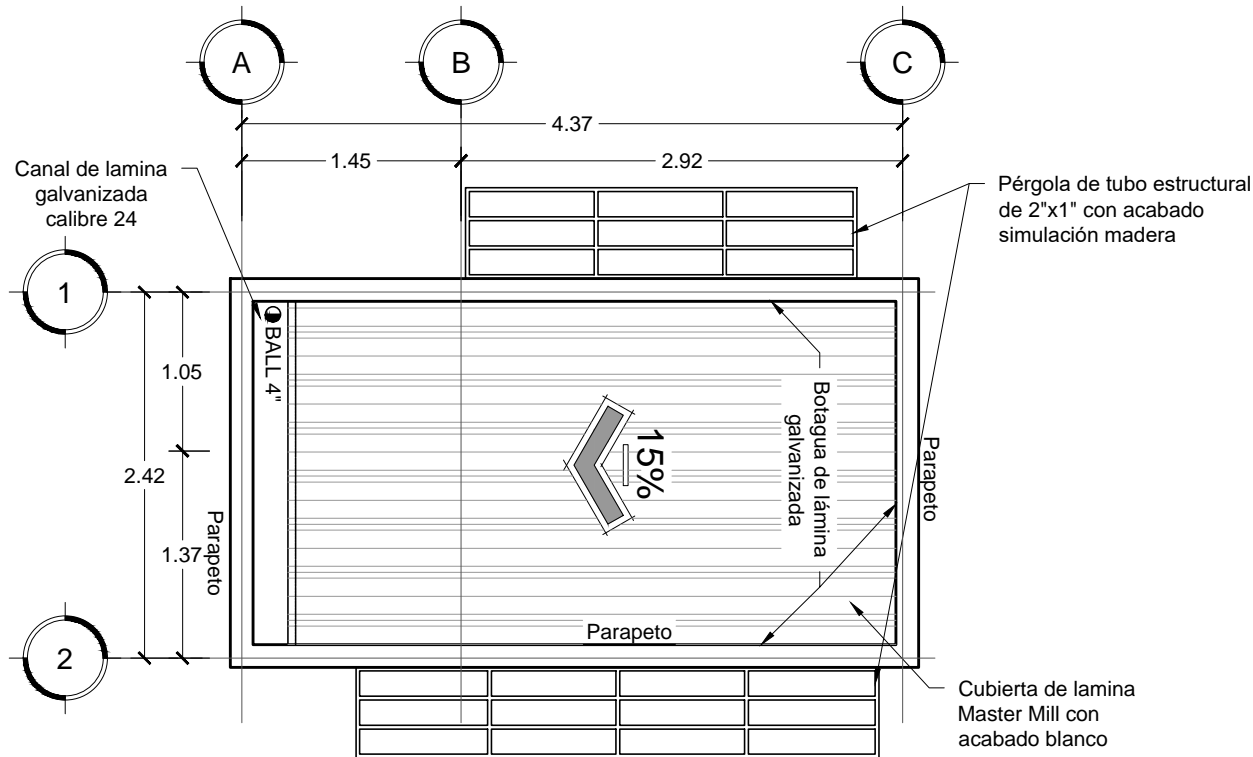 A
B
C
4.37
1.45
2.92
Canal de lamina
galvanizada
calibre 24
Pérgola de tubo estructural
de 2"x1" con acabado
simulación madera
1
BALL 4"
1.05
2.42
1.37
Parapeto
15%
Botagua de lámina
galvanizada
Parapeto
2
Parapeto
Cubierta de lamina
Master Mill con
acabado blanco